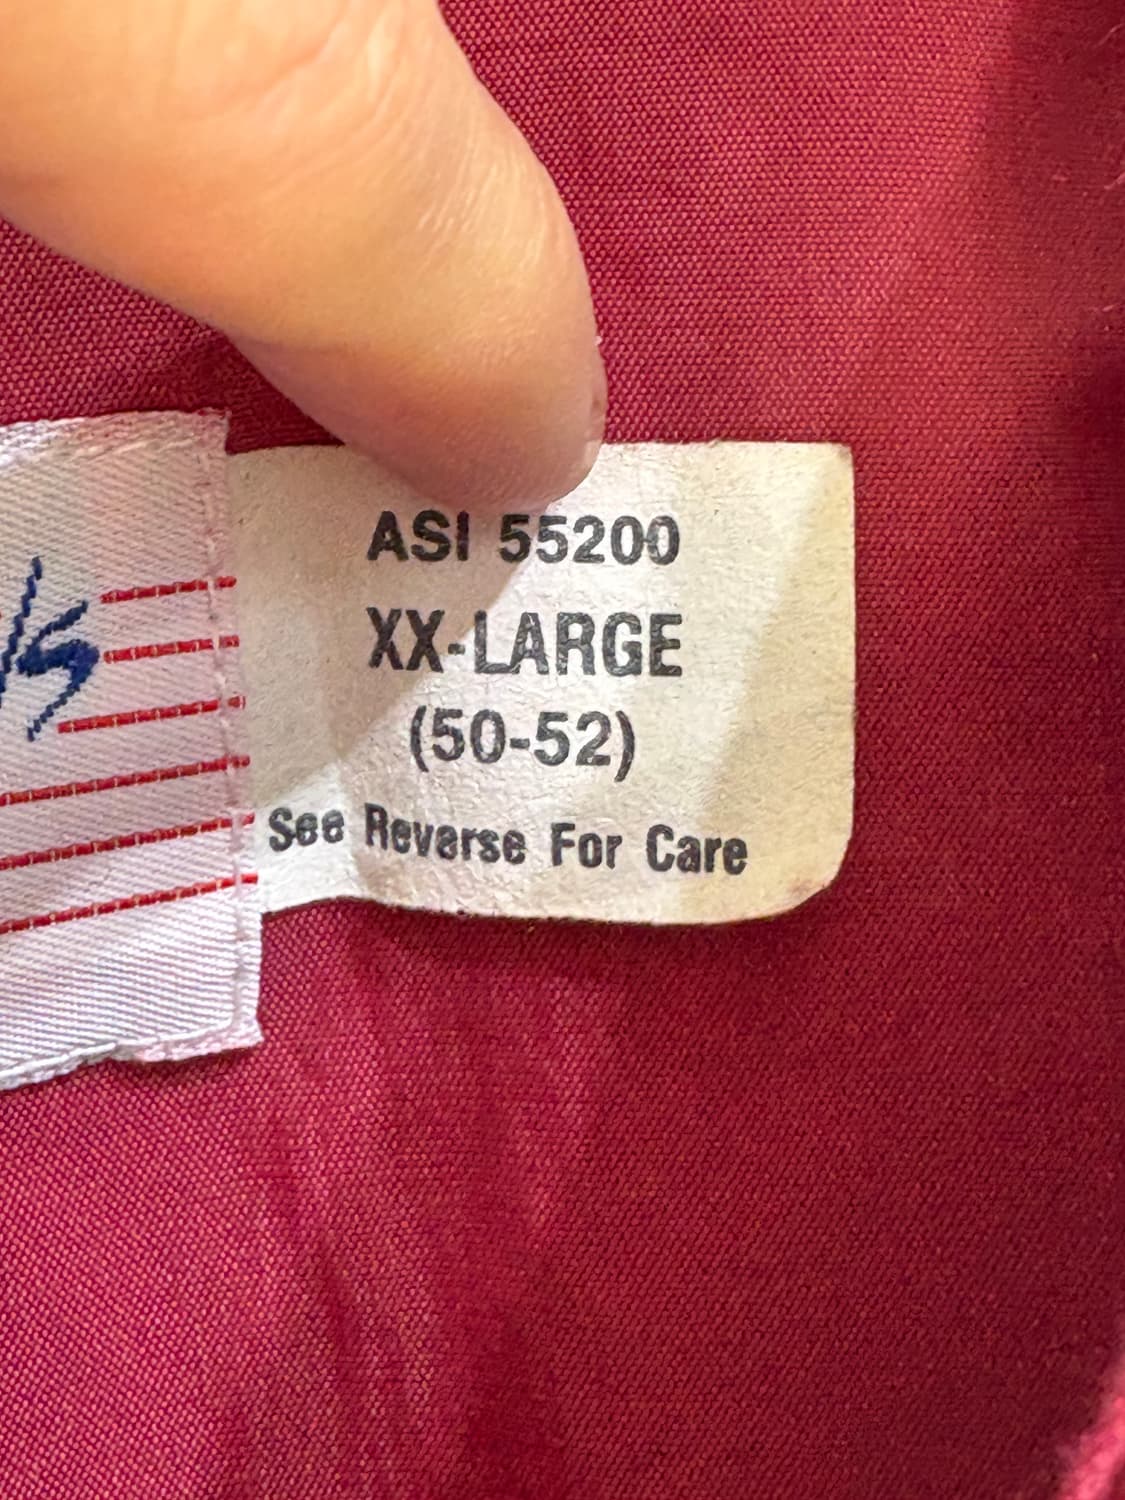 ASI 55200
XX-LARGE
(50-52)
See Reverse For Care